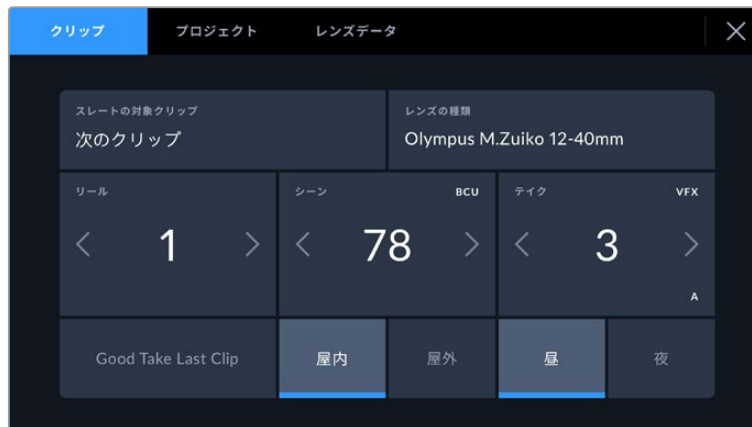 クリップ プロジェクト レンズデータ
スレートの対象クリップ
次のクリップ
レンズの種類
Olympus M.Zuiko 12-40mm
リール
1
シーン BCU
78
テイク VFX
3
A
Good Take Last Clip
屋内
屋外
昼
夜